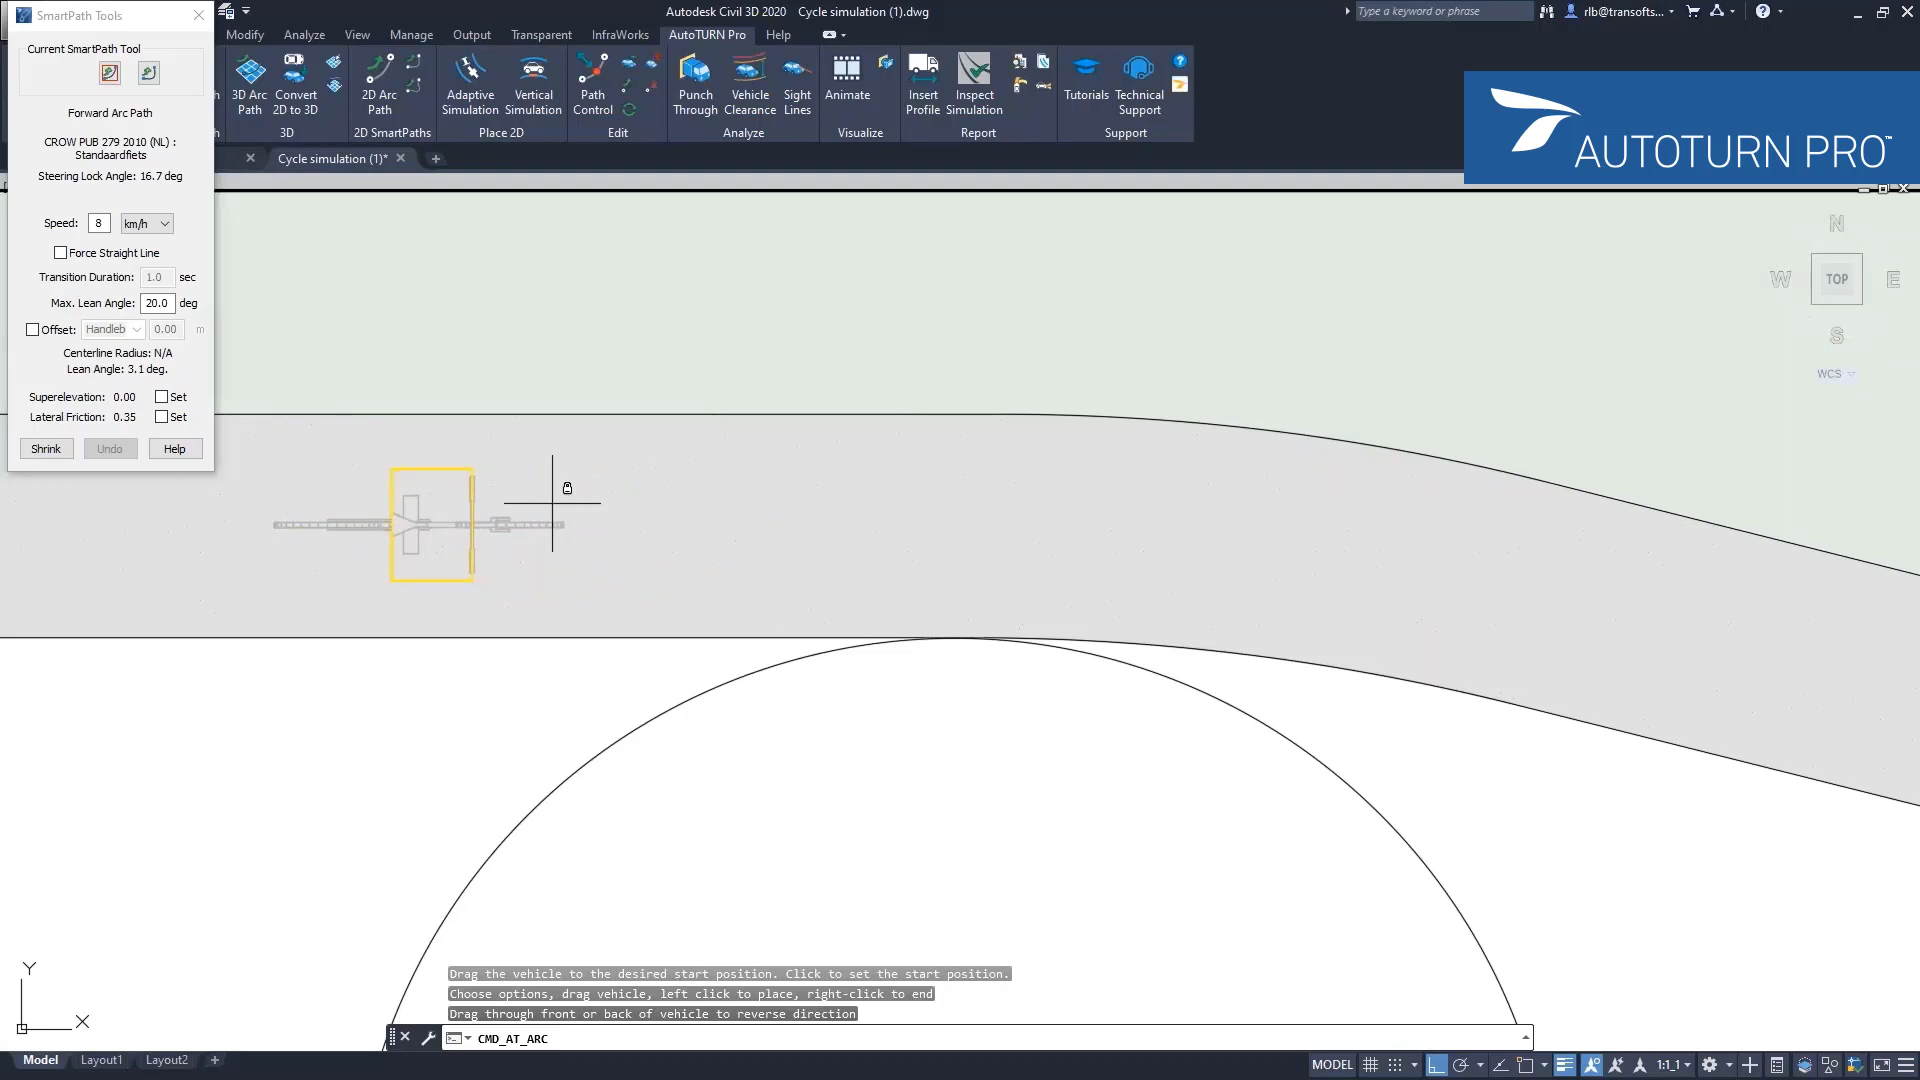 SmartPath Tools
Current SmartPath Tool
Forward Arc Path
CROW PUB 279 2010 (NL) :
Standaardfiets
Steering Lock Angle: 16.7 deg
Speed: 8 km/h
Force Straight Line
Transition Duration: 1.0 sec
Max. Lean Angle: 20.0 deg
Offset: Handleb 0.00 m
Centerline Radius: N/A
Lean Angle: 3.1 deg.
Superelevation: 0.00 Set
Lateral Friction: 0.35 Set
Shrink Undo Help
Autodesk Civil 3D 2020 Cycle simulation (1).dwg
Type a keyword or phrase
rlb@transofts...
Modify Analyze View Manage Output Transparent InfraWorks AutoTURN Pro Help
3D Arc Path
Convert 2D to 3D
3D
2D Arc Path
2D SmartPaths
Adaptive Simulation
Vertical Simulation
Place 2D
Path Control
Edit
Punch Through
Vehicle Clearance
Sight Lines
Analyze
Animate
Visualize
Insert Profile
Inspect Simulation
Report
Tutorials
Technical Support
Support
AUTOTURN PRO™
Cycle simulation (1)*
N
W TOP E
S
WCS
Y
X
Drag the vehicle to the desired start position. Click to set the start position.
Choose options, drag vehicle, left click to place, right-click to end
Drag through front or back of vehicle to reverse direction
CMD_AT_ARC
Model Layout1 Layout2 +
MODEL 1:1_1